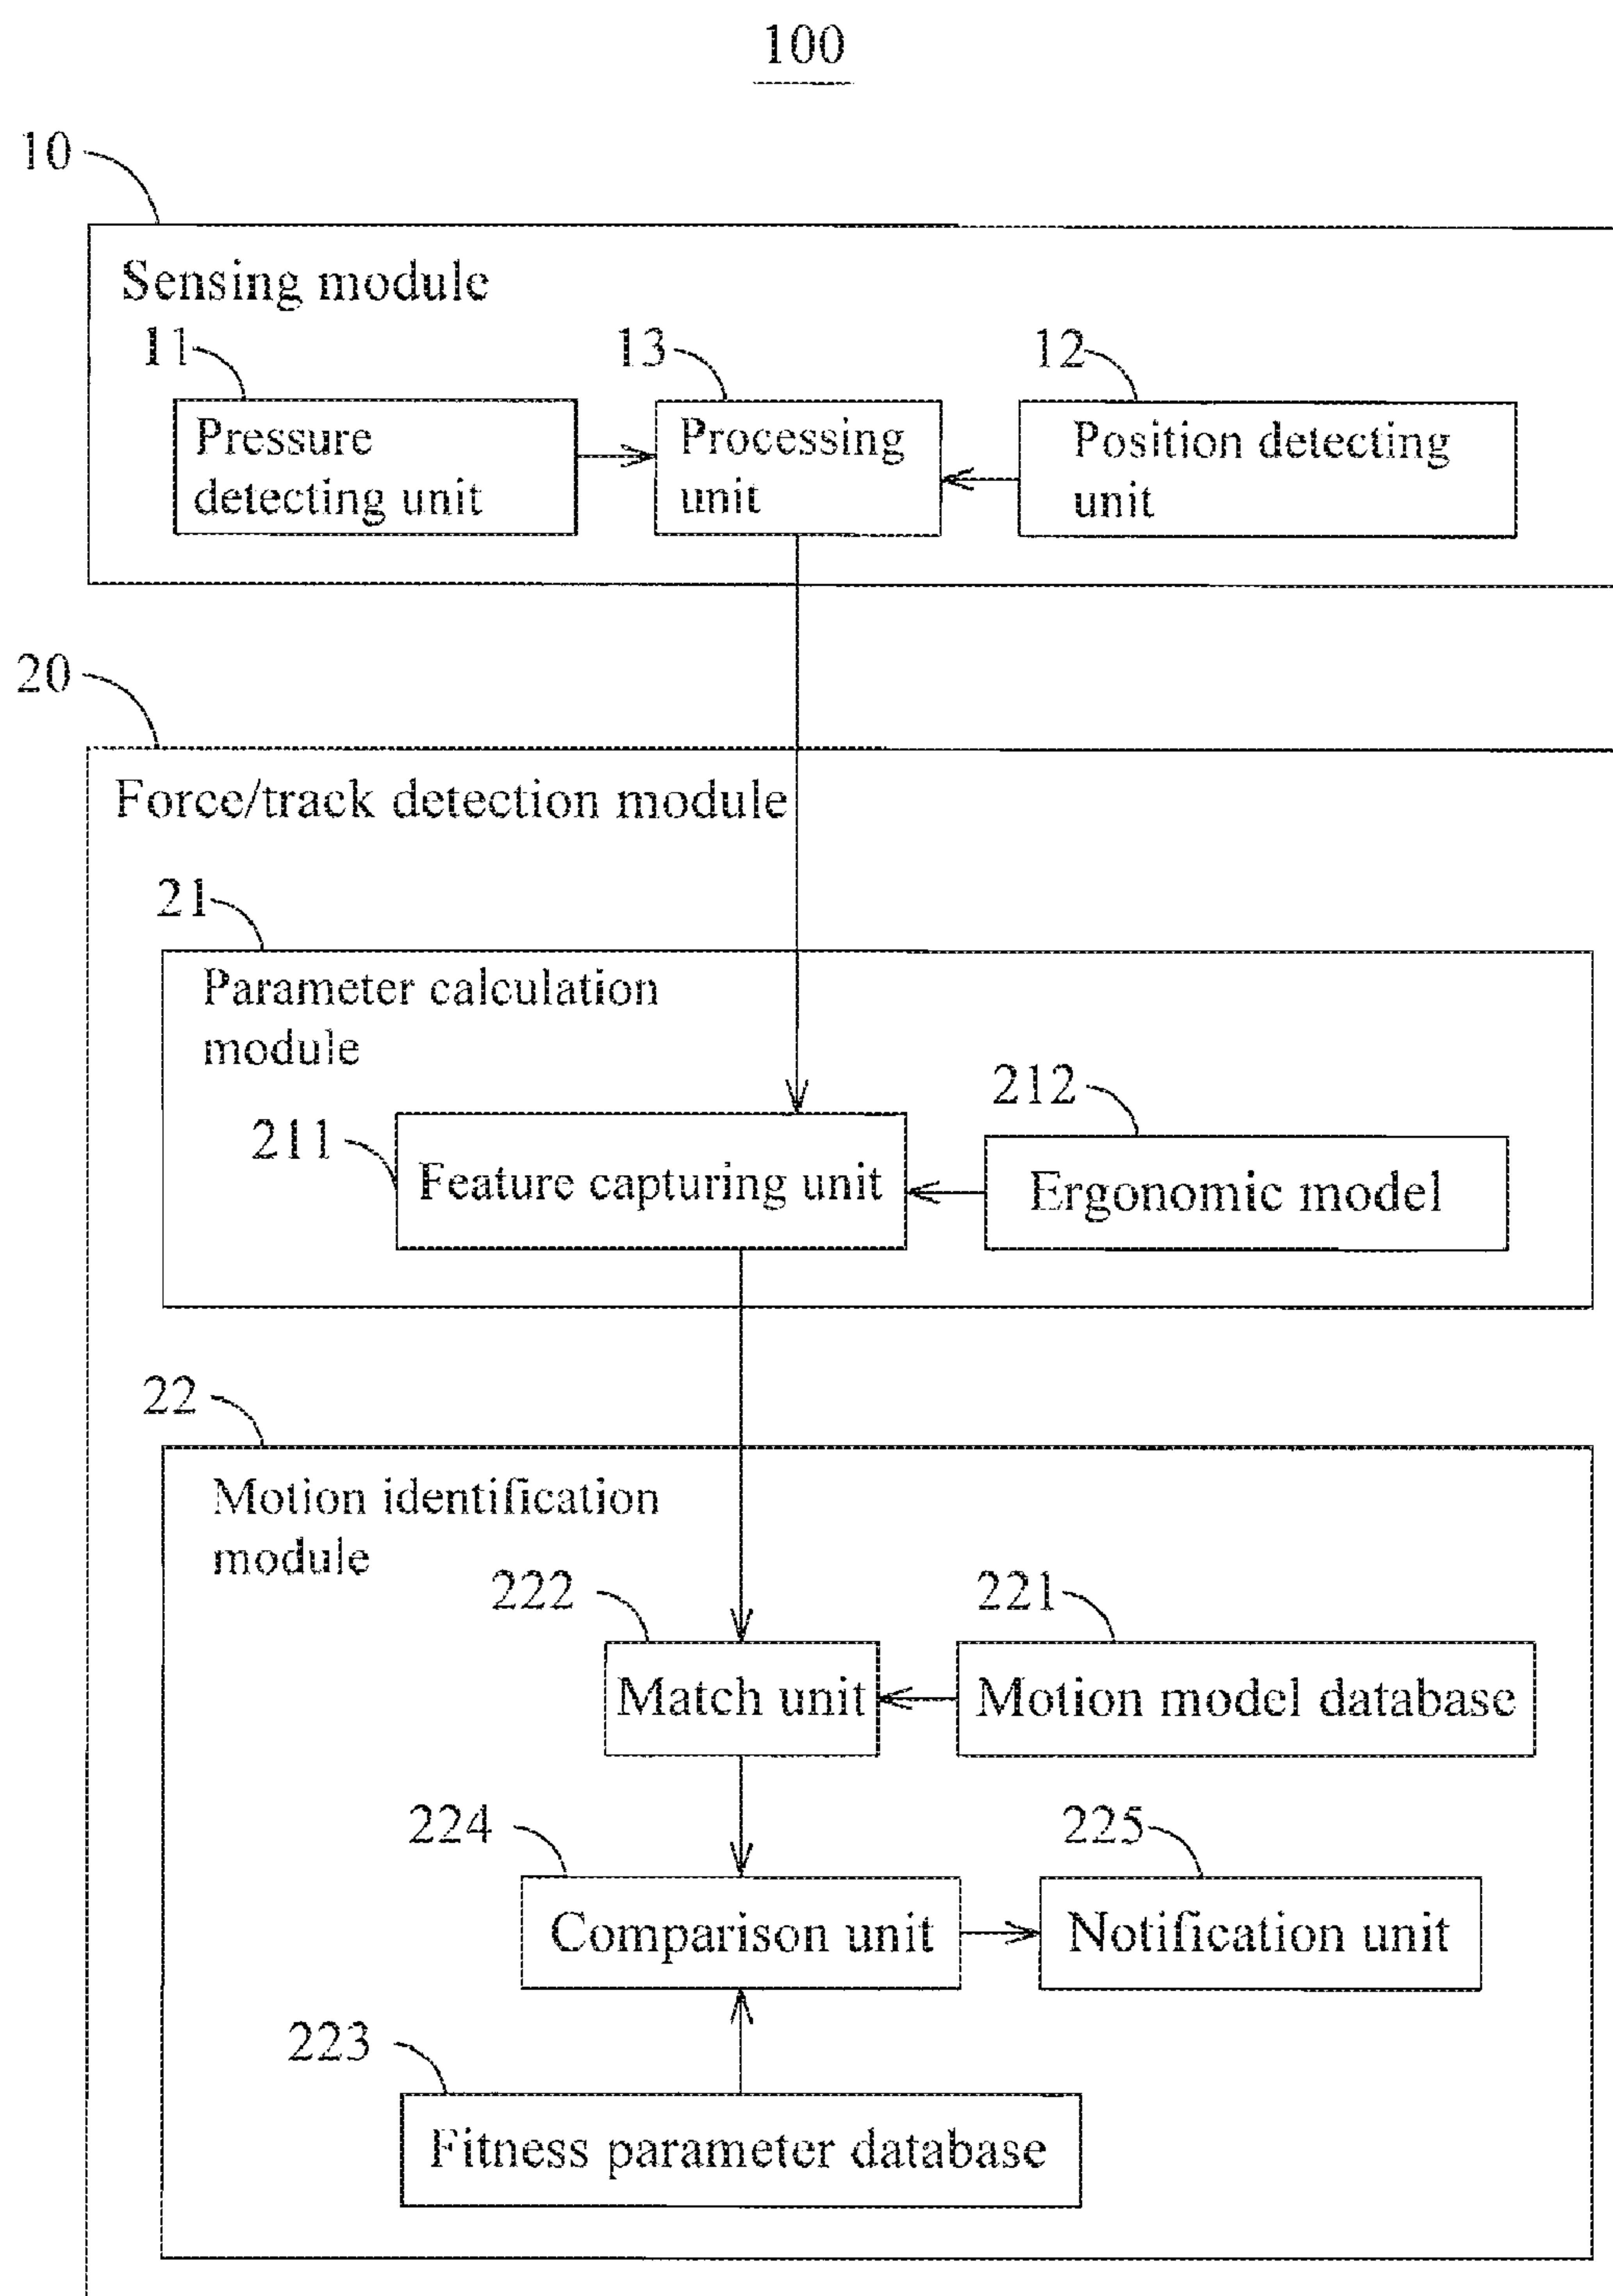 100
10
Sensing module
11
13
12
Pressure
detecting unit
Processing
unit
Position detecting
unit
20
Force/track detection module
21
Parameter calculation
module
212
211
Feature capturing unit
Ergonomic model
22
Motion identification
module
222
221
Match unit
Motion model database
224
225
Comparison unit
Notification unit
223
Fitness parameter database